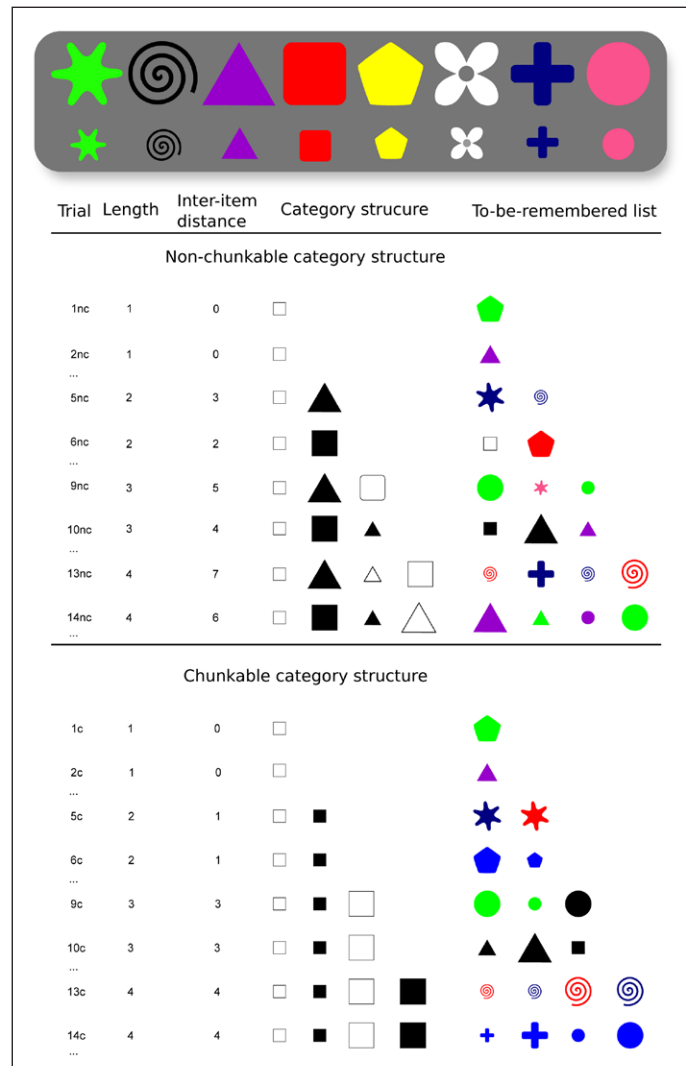 Trial Length Inter-item distance Category strucure To-be-remembered list
Non-chunkable category structure
1nc 1 0
2nc 1 0
...
5nc 2 3
6nc 2 2
...
9nc 3 5
10nc 3 4
...
13nc 4 7
14nc 4 6
...
Chunkable category structure
1c 1 0
2c 1 0
...
5c 2 1
6c 2 1
...
9c 3 3
10c 3 3
...
13c 4 4
14c 4 4
...